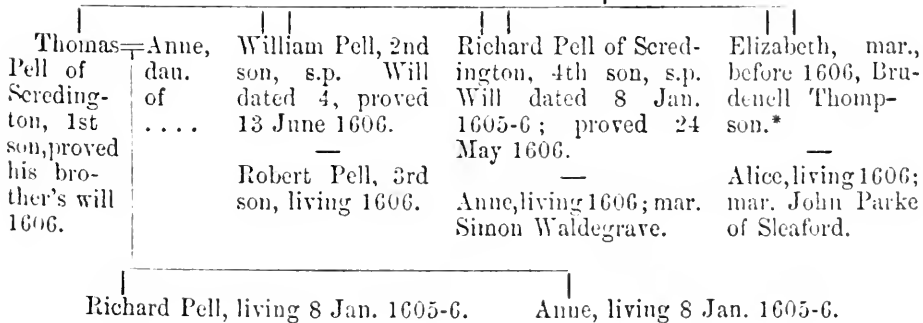 Thomas=Anne,
Pell of dau.
Screding- of
ton, 1st ....
son, proved
his bro-
ther's will
1606.
William Pell, 2nd
son, s.p. Will
dated 4, proved
13 June 1606.
—
Robert Pell, 3rd
son, living 1606.
Richard Pell of Scred-
ington, 4th son, s.p.
Will dated 8 Jan.
1605-6; proved 24
May 1606.
—
Anne, living 1606; mar.
Simon Waldegrave.
Elizabeth, mar.,
before 1606, Bru-
denell Thomp-
son.*
—
Alice, living 1606;
mar. John Parke
of Sleaford.
Richard Pell, living 8 Jan. 1605-6. Anne, living 8 Jan. 1605-6.